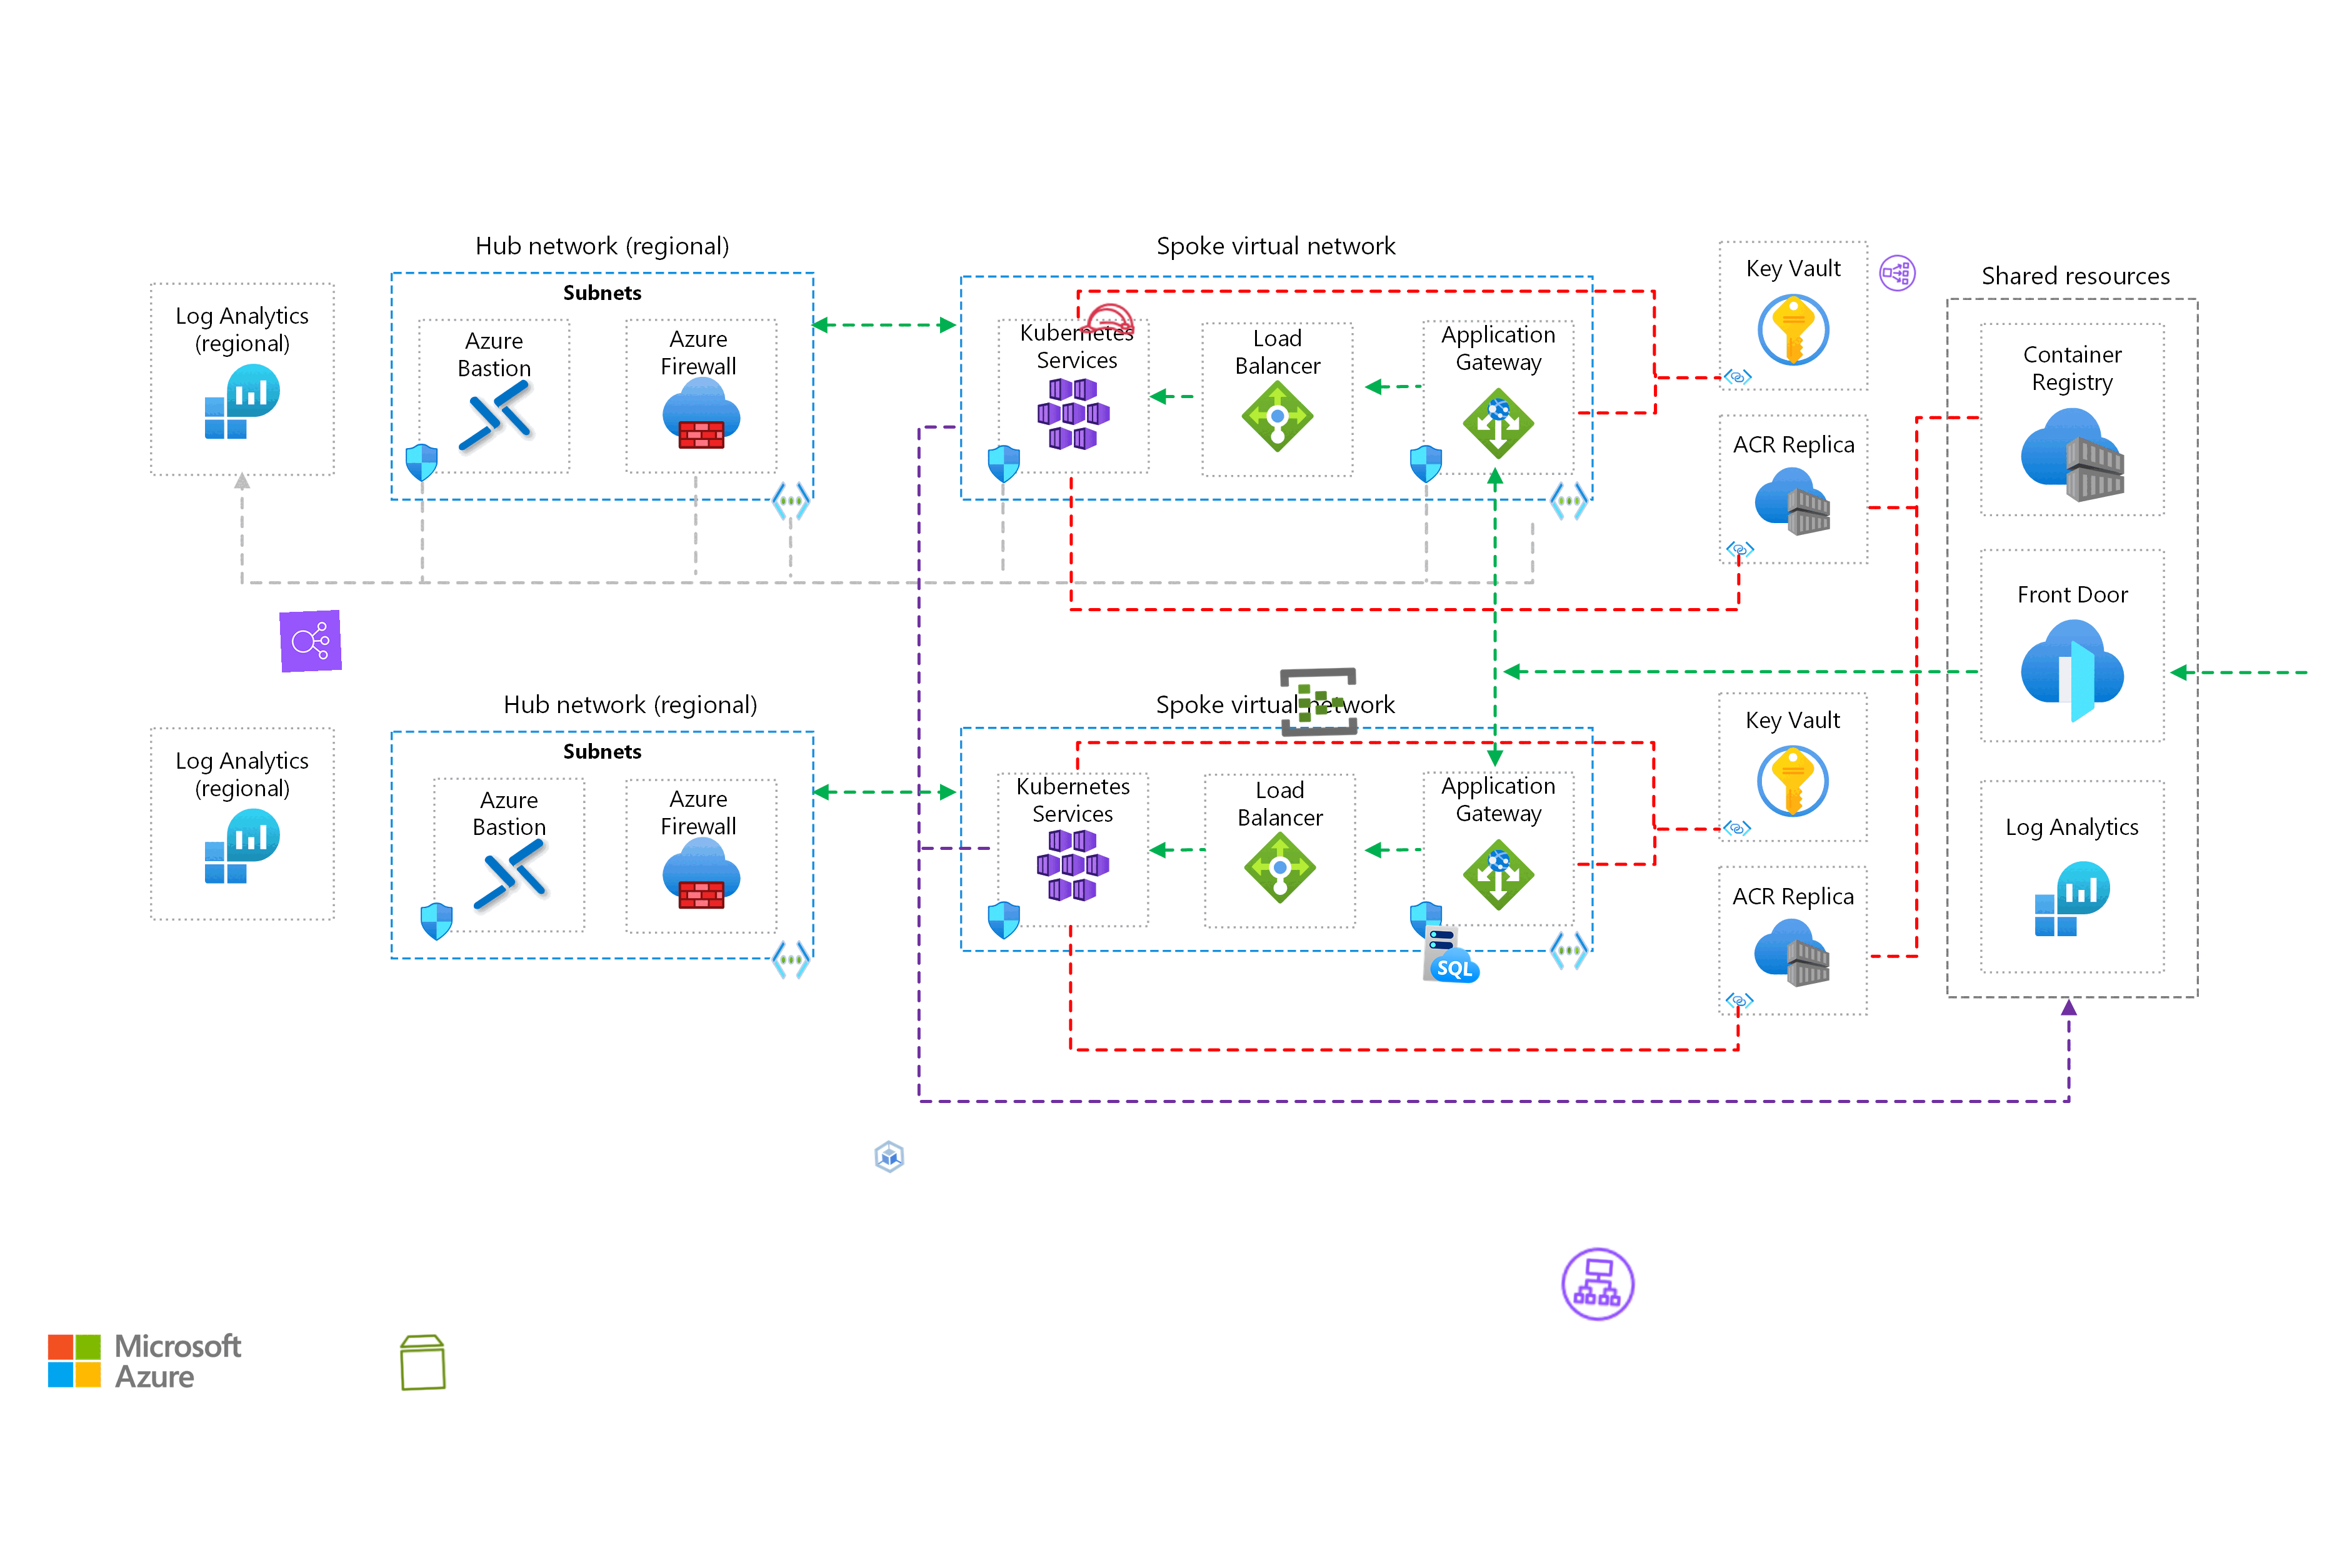 Hub network (regional)
Spoke virtual network
Shared resources
Log Analytics
(regional)
Subnets
Azure
Bastion
Azure
Firewall
Kubernetes
Services
Load
Balancer
Application
Gateway
Key Vault
ACR Replica
Container
Registry
Front Door
Log Analytics
Hub network (regional)
Spoke virtual network
Log Analytics
(regional)
Subnets
Azure
Bastion
Azure
Firewall
Kubernetes
Services
Load
Balancer
Application
Gateway
SQL
Key Vault
ACR Replica
Microsoft
Azure